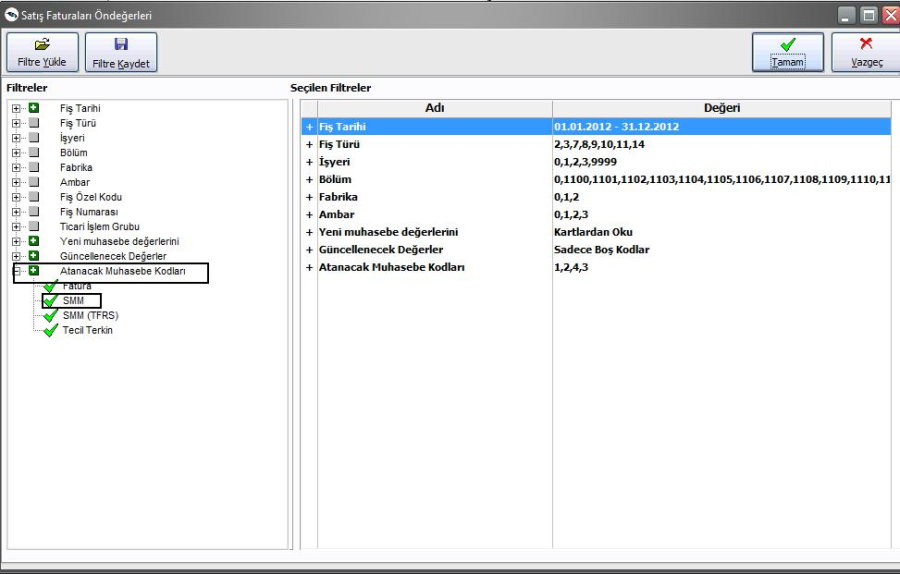 Satış Faturaları Öndeğerleri
Filtre Yükle
Filtre Kaydet
Tamam
Vazgeç
Filtreler
Seçilen Filtreler
Fiş Tarihi
Fiş Türü
İşyeri
Bölüm
Fabrika
Ambar
Fiş Özel Kodu
Fiş Numarası
Ticari İşlem Grubu
Yeni muhasebe değerlerini
Güncellenecek Değerler
Atanacak Muhasebe Kodları
Fatura
SMM
SMM (TFRS)
Tecil Terkin
Adı Değeri
+ Fiş Tarihi 01.01.2012 - 31.12.2012
+ Fiş Türü 2,3,7,8,9,10,11,14
+ İşyeri 0,1,2,3,9999
+ Bölüm 0,1100,1101,1102,1103,1104,1105,1106,1107,1108,1109,1110,11
+ Fabrika 0,1,2
+ Ambar 0,1,2,3
+ Yeni muhasebe değerlerini Kartlardan Oku
+ Güncellenecek Değerler Sadece Boş Kodlar
+ Atanacak Muhasebe Kodları 1,2,4,3